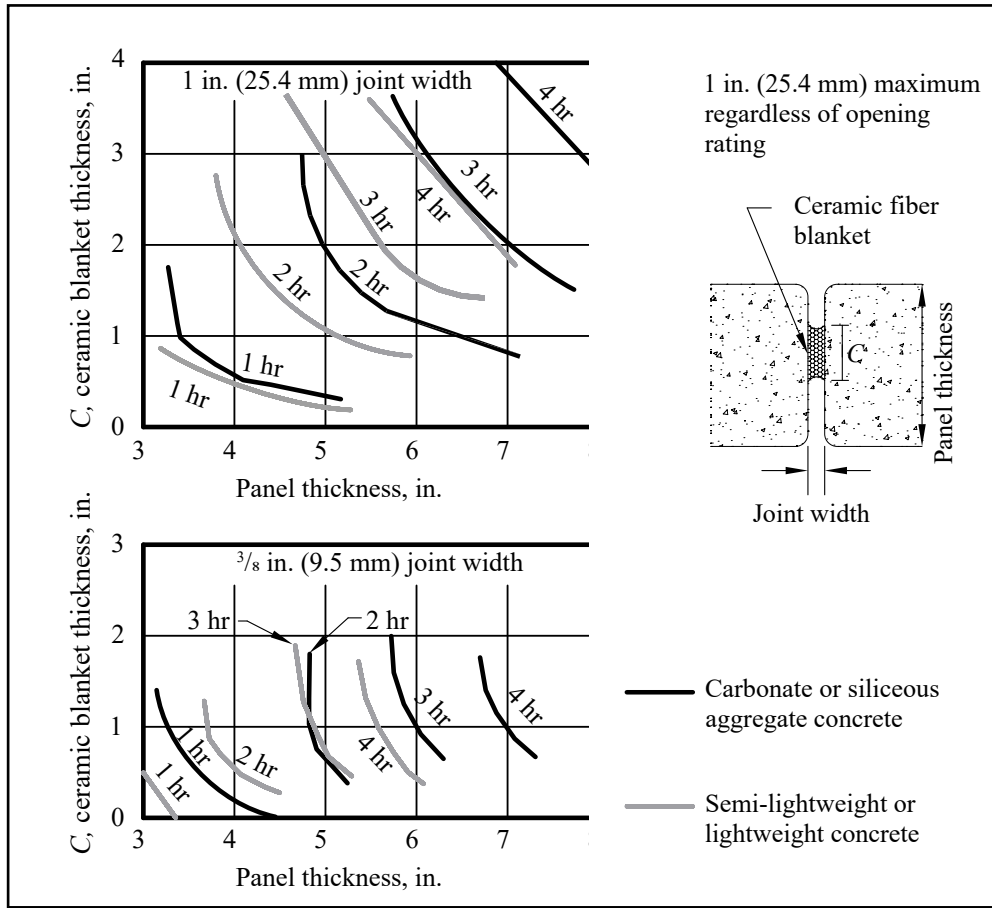 1 in. (25.4 mm) joint width
C, ceramic blanket thickness, in.
4
3
2
1
0
1 hr
1 hr
2 hr
2 hr
3 hr
4 hr
3 hr
4 hr
3
4
5
6
7
Panel thickness, in.
3/8 in. (9.5 mm) joint width
C, ceramic blanket thickness, in.
3
2
1
0
3 hr
2 hr
1 hr
1 hr
2 hr
4 hr
3 hr
4 hr
3
4
5
6
7
Panel thickness, in.
1 in. (25.4 mm) maximum
regardless of opening
rating
Ceramic fiber
blanket
C
Panel thickness
Joint width
Carbonate or siliceous
aggregate concrete
Semi-lightweight or
lightweight concrete